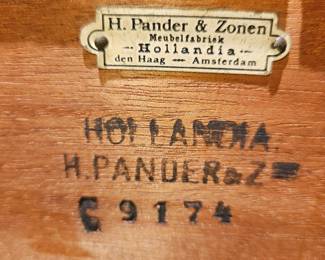 H. Pander & Zonen
Meubelfabriek
- Hollandia -
den Haag — Amsterdam
HOLLANDIA.
H.PANDER & Z
C 9174